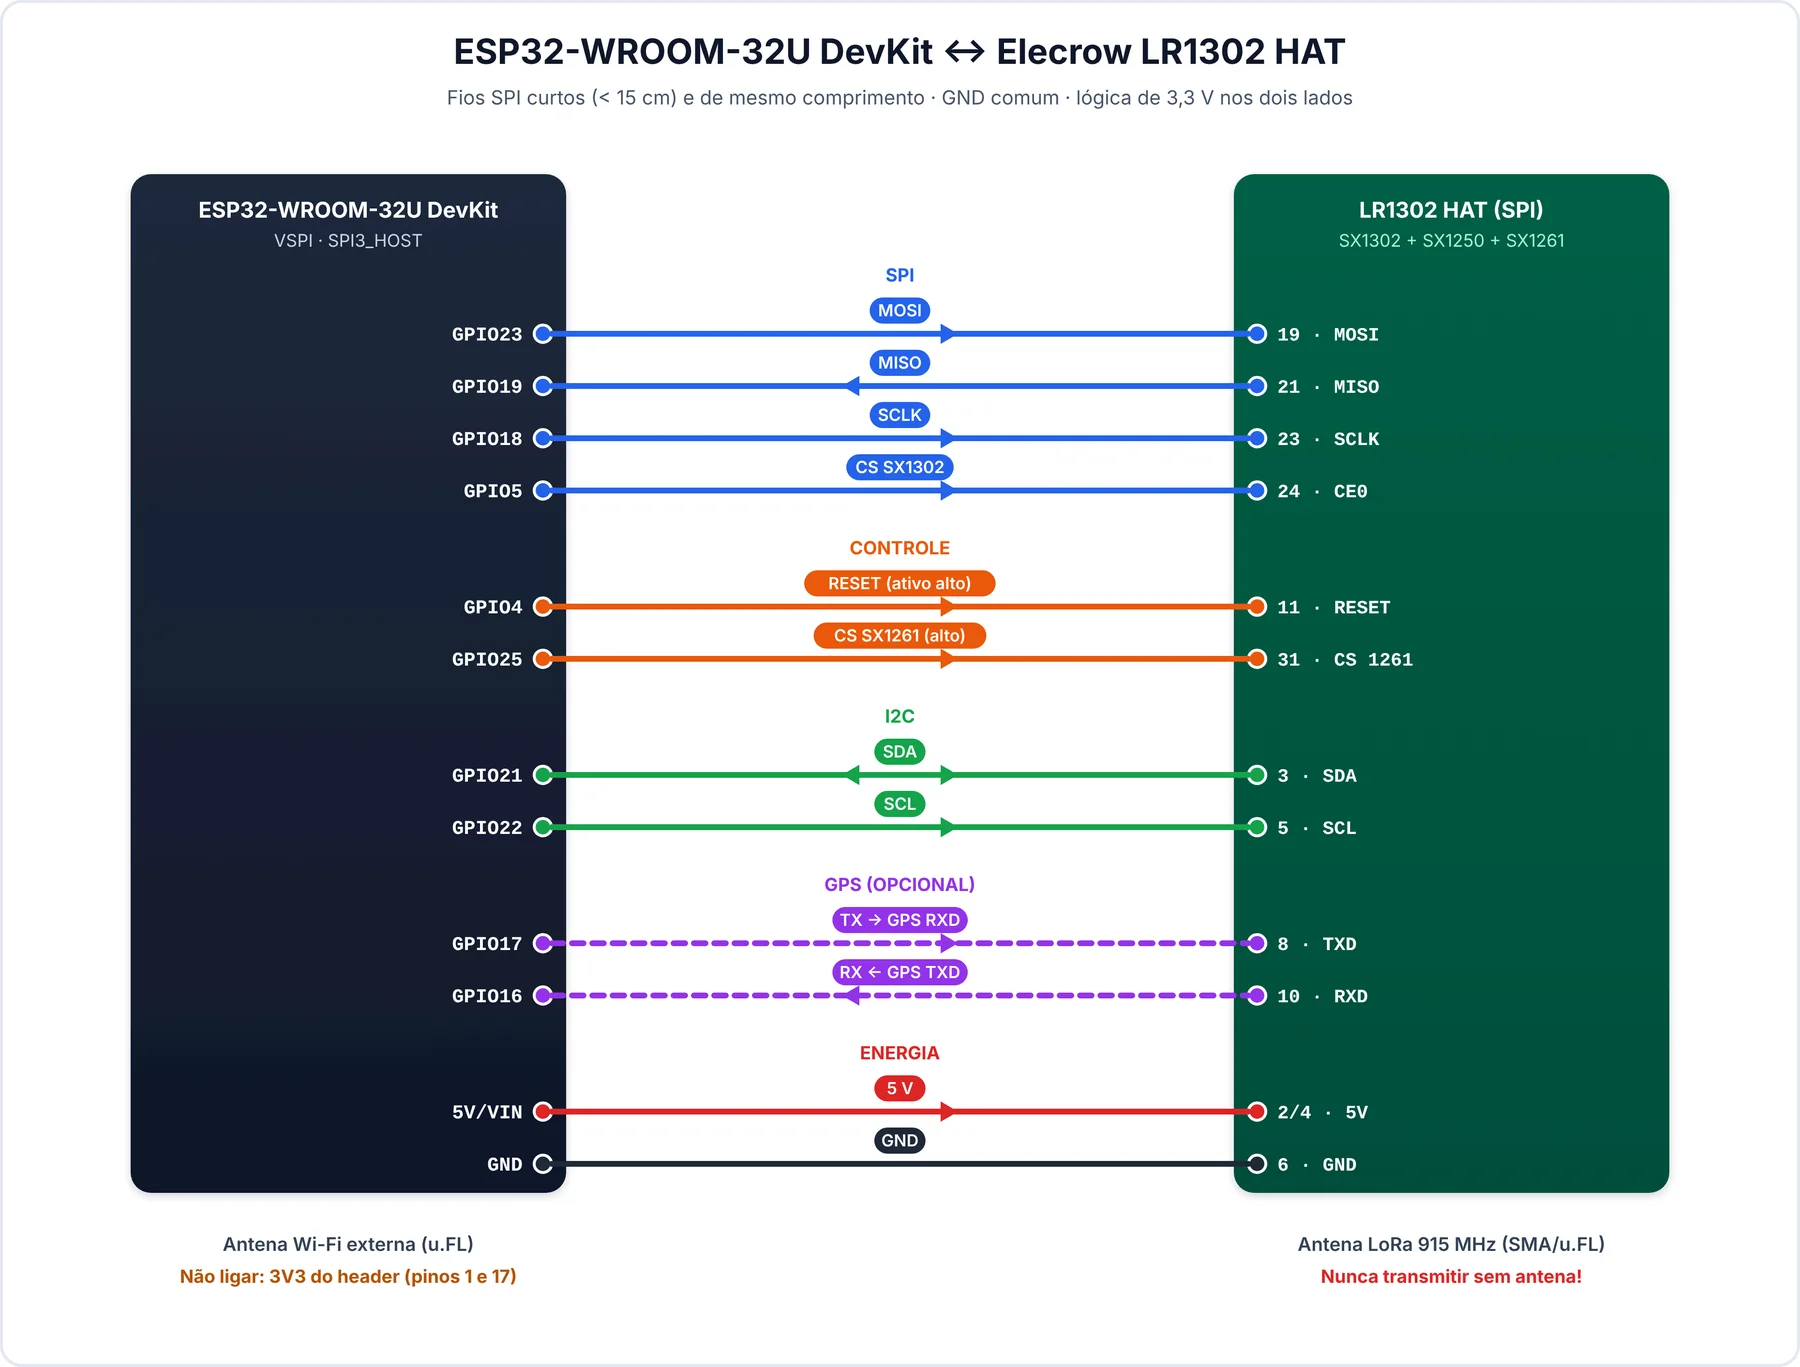 ESP32-WROOM-32U DevKit ↔ Elecrow LR1302 HAT
Fios SPI curtos (< 15 cm) e de mesmo comprimento · GND comum · lógica de 3,3 V nos dois lados
ESP32-WROOM-32U DevKit
VSPI · SPI3_HOST
LR1302 HAT (SPI)
SX1302 + SX1250 + SX1261
SPI
MOSI
GPIO23
19 · MOSI
MISO
GPIO19
21 · MISO
SCLK
GPIO18
23 · SCLK
CS SX1302
GPIO5
24 · CE0
CONTROLE
RESET (ativo alto)
GPIO4
11 · RESET
CS SX1261 (alto)
GPIO25
31 · CS 1261
I2C
SDA
GPIO21
3 · SDA
SCL
GPIO22
5 · SCL
GPS (OPCIONAL)
TX → GPS RXD
GPIO17
8 · TXD
RX ← GPS TXD
GPIO16
10 · RXD
ENERGIA
5 V
5V/VIN
2/4 · 5V
GND
GND
6 · GND
Antena Wi-Fi externa (u.FL)
Não ligar: 3V3 do header (pinos 1 e 17)
Antena LoRa 915 MHz (SMA/u.FL)
Nunca transmitir sem antena!